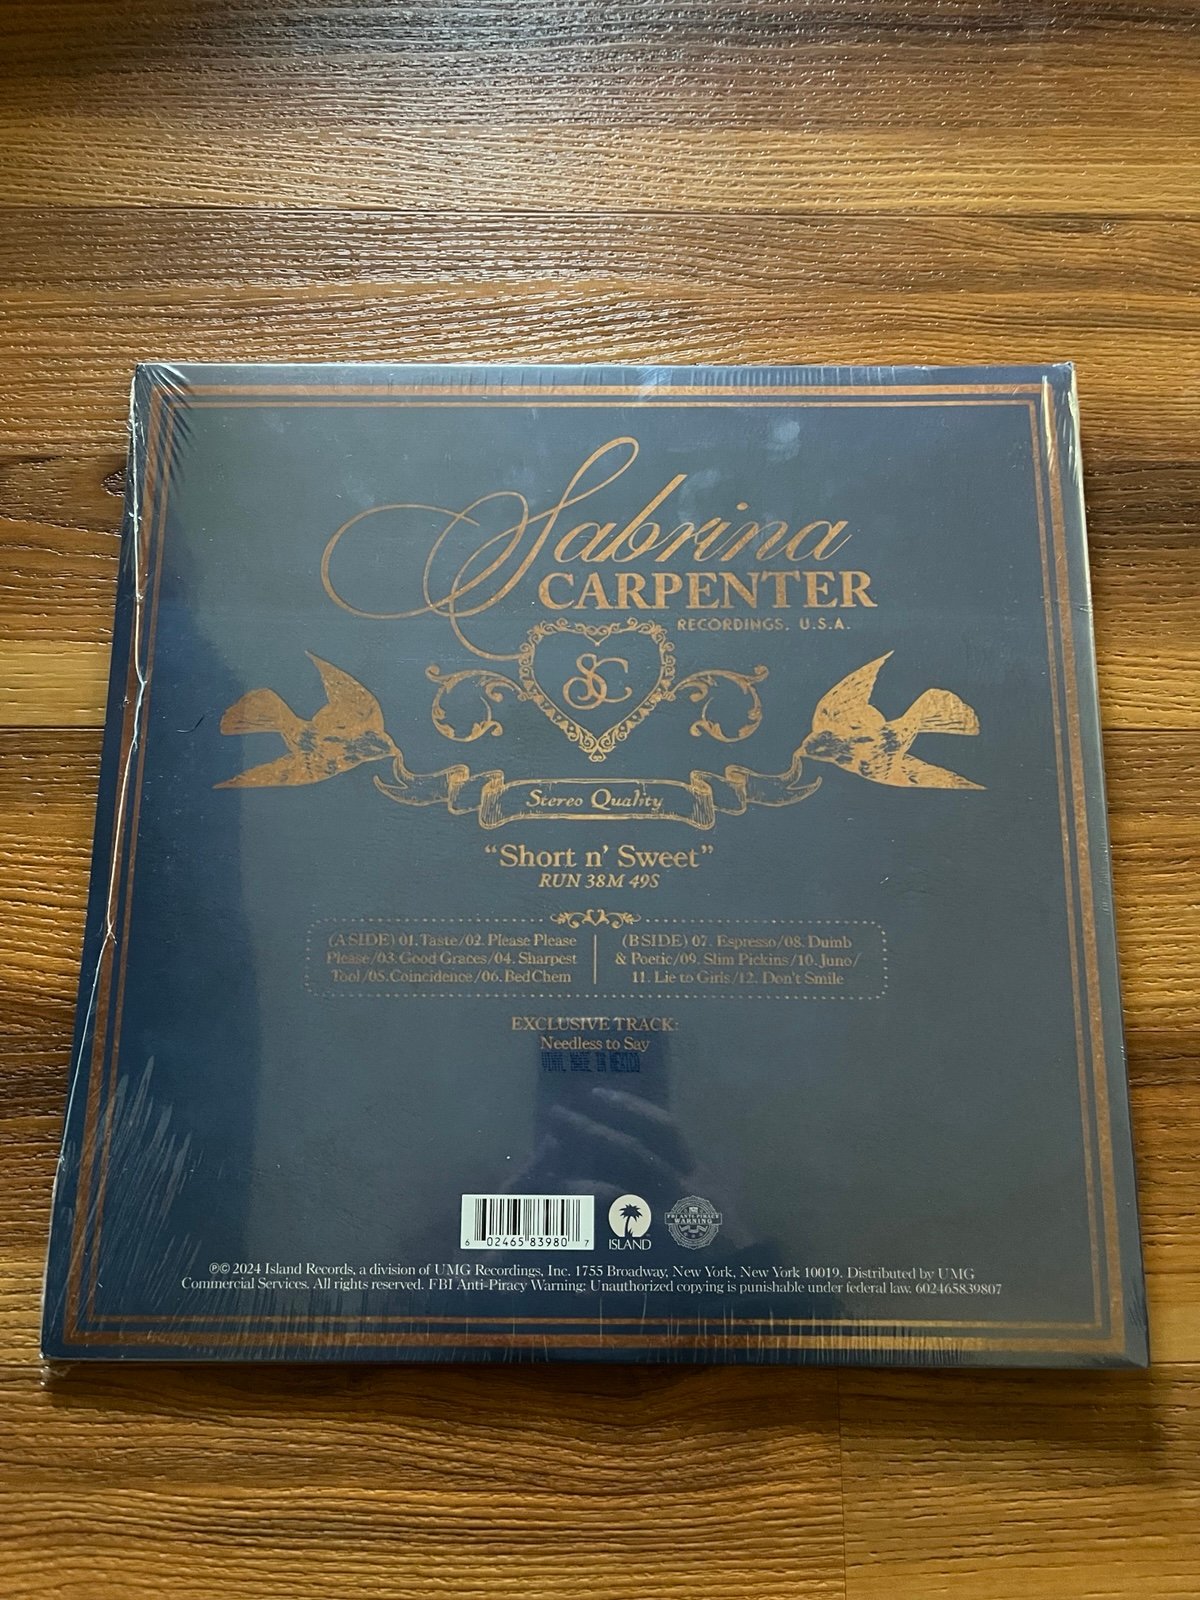 Sabrina
CARPENTER
RECORDINGS, U.S.A.
SC
Stereo Quality
“Short n’ Sweet”
RUN 38M 49S
(A SIDE) 01. Taste/02. Please Please
Please/03. Good Graces/04. Sharpest
Tool/05. Coincidence/06. Bed Chem
(B SIDE) 07. Espresso/08. Dumb
& Poetic/09. Slim Pickins/10. Juno/
11. Lie to Girls/12. Don't Smile
EXCLUSIVE TRACK:
Needless to Say
VINYL MADE IN MEXICO
6 02465 83980 7
ISLAND
FBI ANTI-PIRACY
WARNING
℗© 2024 Island Records, a division of UMG Recordings, Inc. 1755 Broadway, New York, New York 10019. Distributed by UMG
Commercial Services. All rights reserved. FBI Anti-Piracy Warning: Unauthorized copying is punishable under federal law. 602465839807